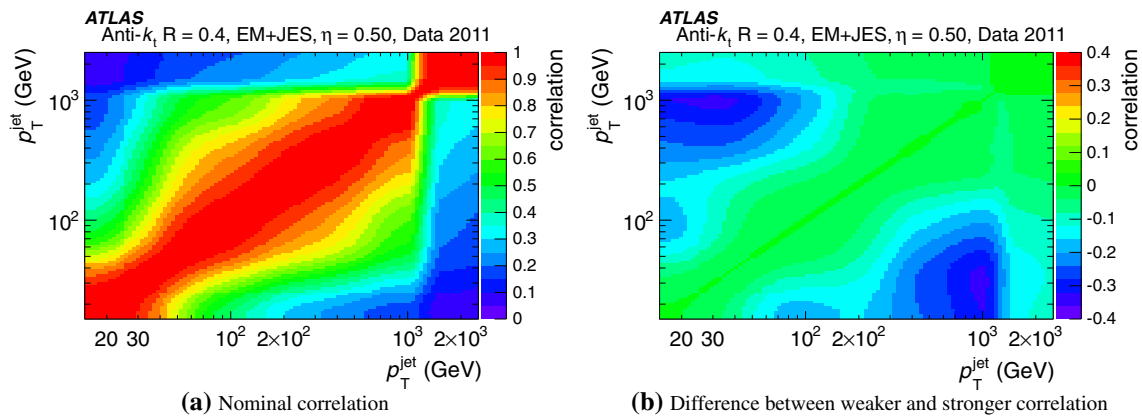 ATLAS
Anti-kt R = 0.4, EM+JES, η = 0.50, Data 2011
pTjet (GeV)
10³
10²
20 30 10² 2×10² 10³ 2×10³
pTjet (GeV)
1
0.9
0.8
0.7
0.6
0.5
0.4
0.3
0.2
0.1
0
correlation
(a) Nominal correlation
ATLAS
Anti-kt R = 0.4, EM+JES, η = 0.50, Data 2011
pTjet (GeV)
10³
10²
20 30 10² 2×10² 10³ 2×10³
pTjet (GeV)
0.4
0.3
0.2
0.1
0
-0.1
-0.2
-0.3
-0.4
correlation
(b) Difference between weaker and stronger correlation